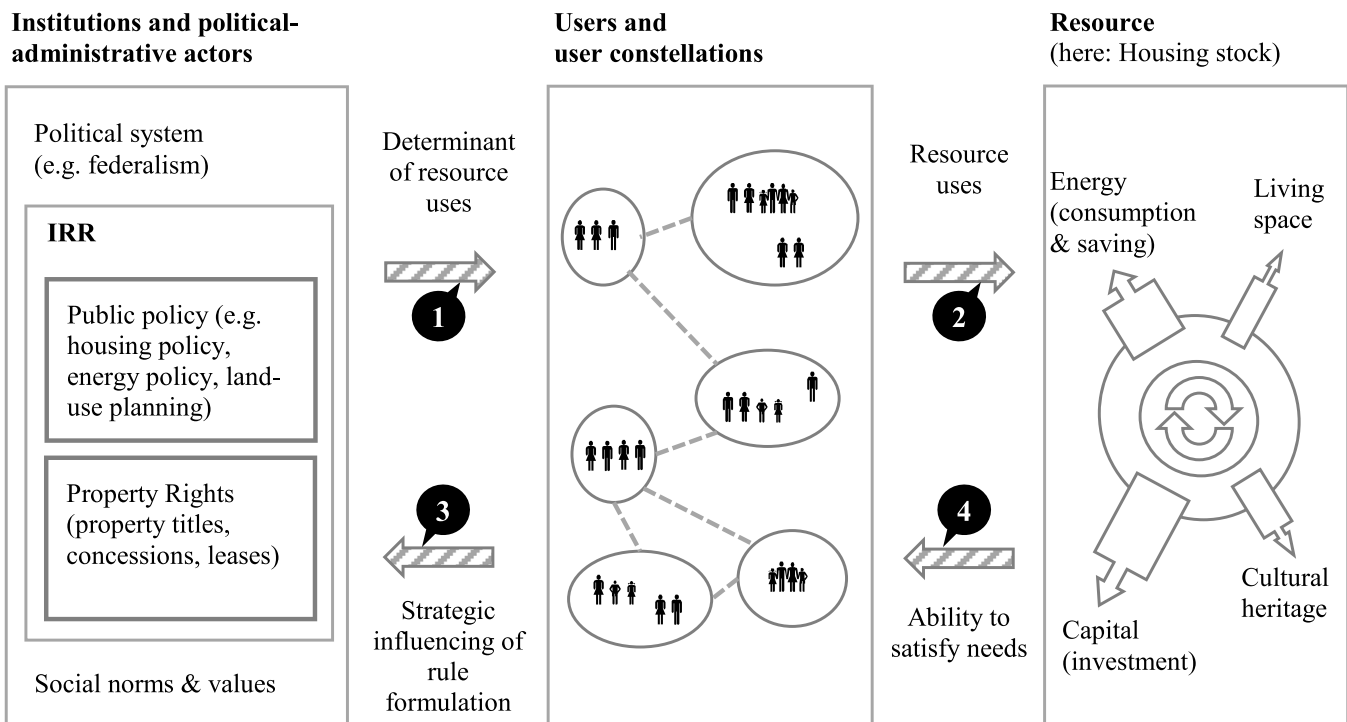 Institutions and political-
administrative actors
Users and
user constellations
Resource
(here: Housing stock)
Political system
(e.g. federalism)
IRR
Public policy (e.g.
housing policy,
energy policy, land-
use planning)
Property Rights
(property titles,
concessions, leases)
Social norms & values
Determinant
of resource
uses
1
3
Strategic
influencing of
rule
formulation
Resource
uses
2
4
Ability to
satisfy needs
Energy
(consumption
& saving)
Living
space
Capital
(investment)
Cultural
heritage